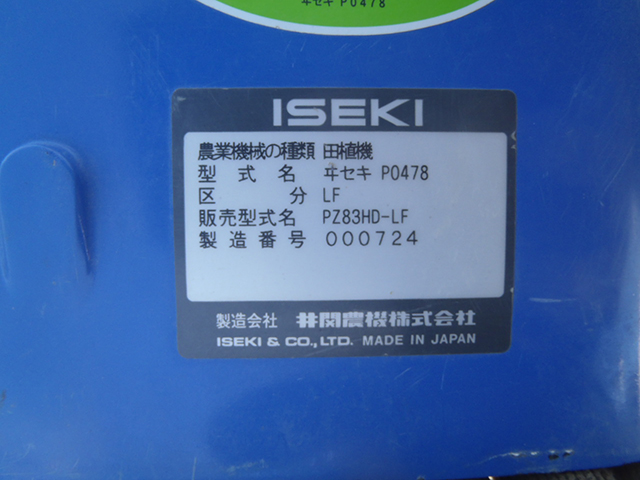 ヰセキ P0478
ISEKI
農業機械の種類 田植機
型式名 ヰセキ P0478
区分 LF
販売型式名 PZ83HD-LF
製造番号 000724
製造会社 井関農機株式会社
ISEKI & CO., LTD. MADE IN JAPAN